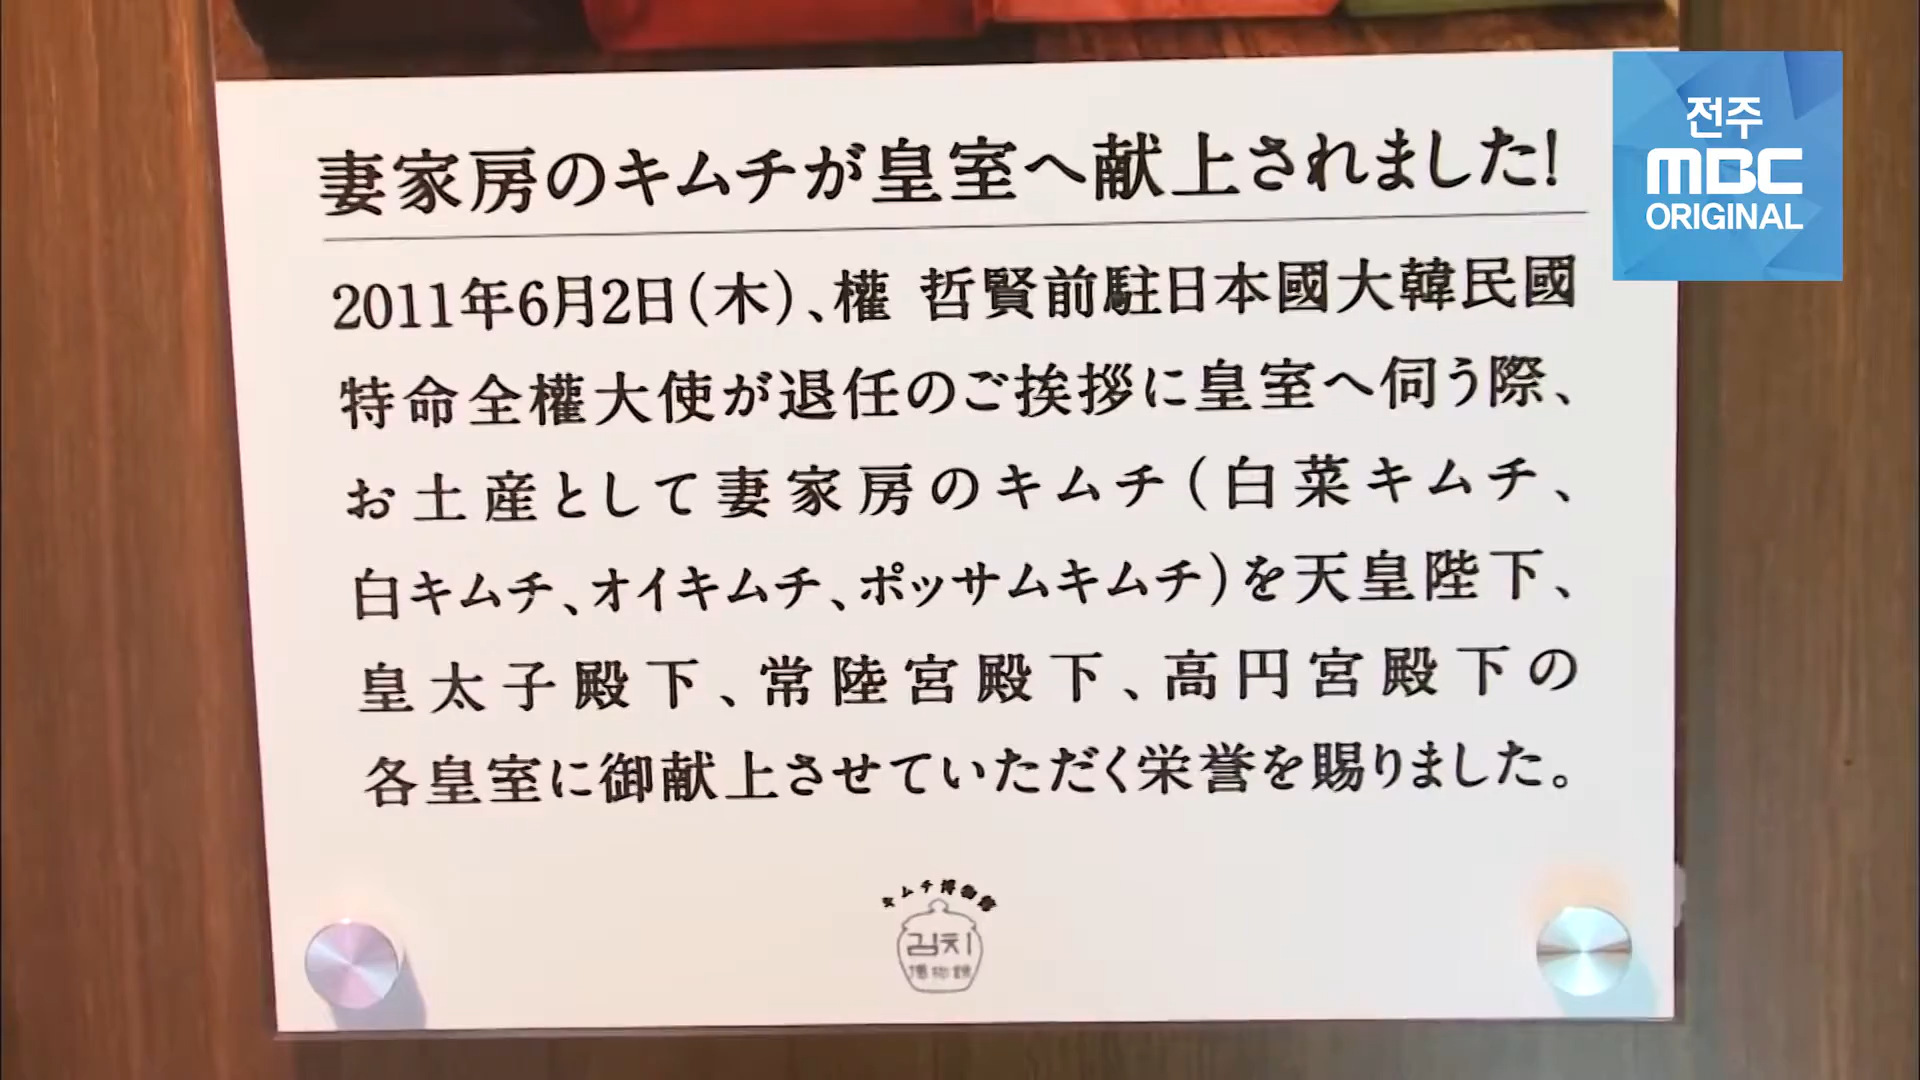 妻家房のキムチが皇室へ献上されました!
2011年6月2日(木)、權 哲賢前駐日本國大韓民國
特命全權大使が退任のご挨拶に皇室へ伺う際、
お土産として妻家房のキムチ(白菜キムチ、
白キムチ、オイキムチ、ポッサムキムチ)を天皇陛下、
皇太子殿下、常陸宮殿下、高円宮殿下の
各皇室に御献上させていただく栄誉を賜りました。
キムチ博物館
김치
博物館
전주
MBC
ORIGINAL